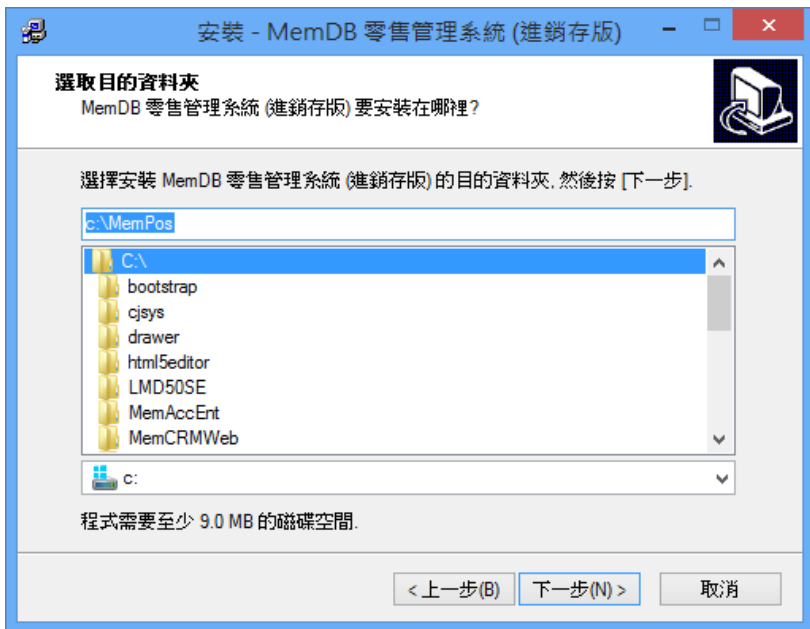 安裝 - MemDB 零售管理系統 (進銷存版)
選取目的資料夾
MemDB 零售管理系統 (進銷存版) 要安裝在哪裡?
選擇安裝 MemDB 零售管理系統 (進銷存版) 的目的資料夾, 然後按 [下一步].
c:\MemPos
C:\
bootstrap
cjsys
drawer
html5editor
LMD50SE
MemAccEnt
MemCRMWeb
c:
程式需要至少 9.0 MB 的磁碟空間.
< 上一步(B) 下一步(N) > 取消